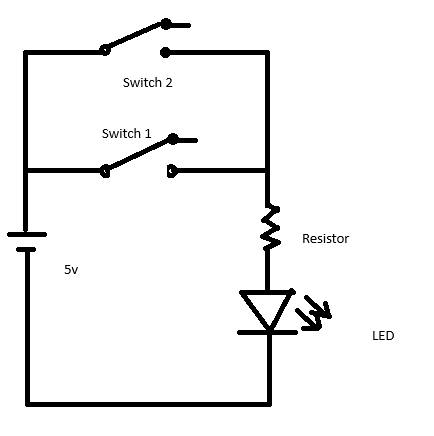 Switch 2
Switch 1
Resistor
5v
LED